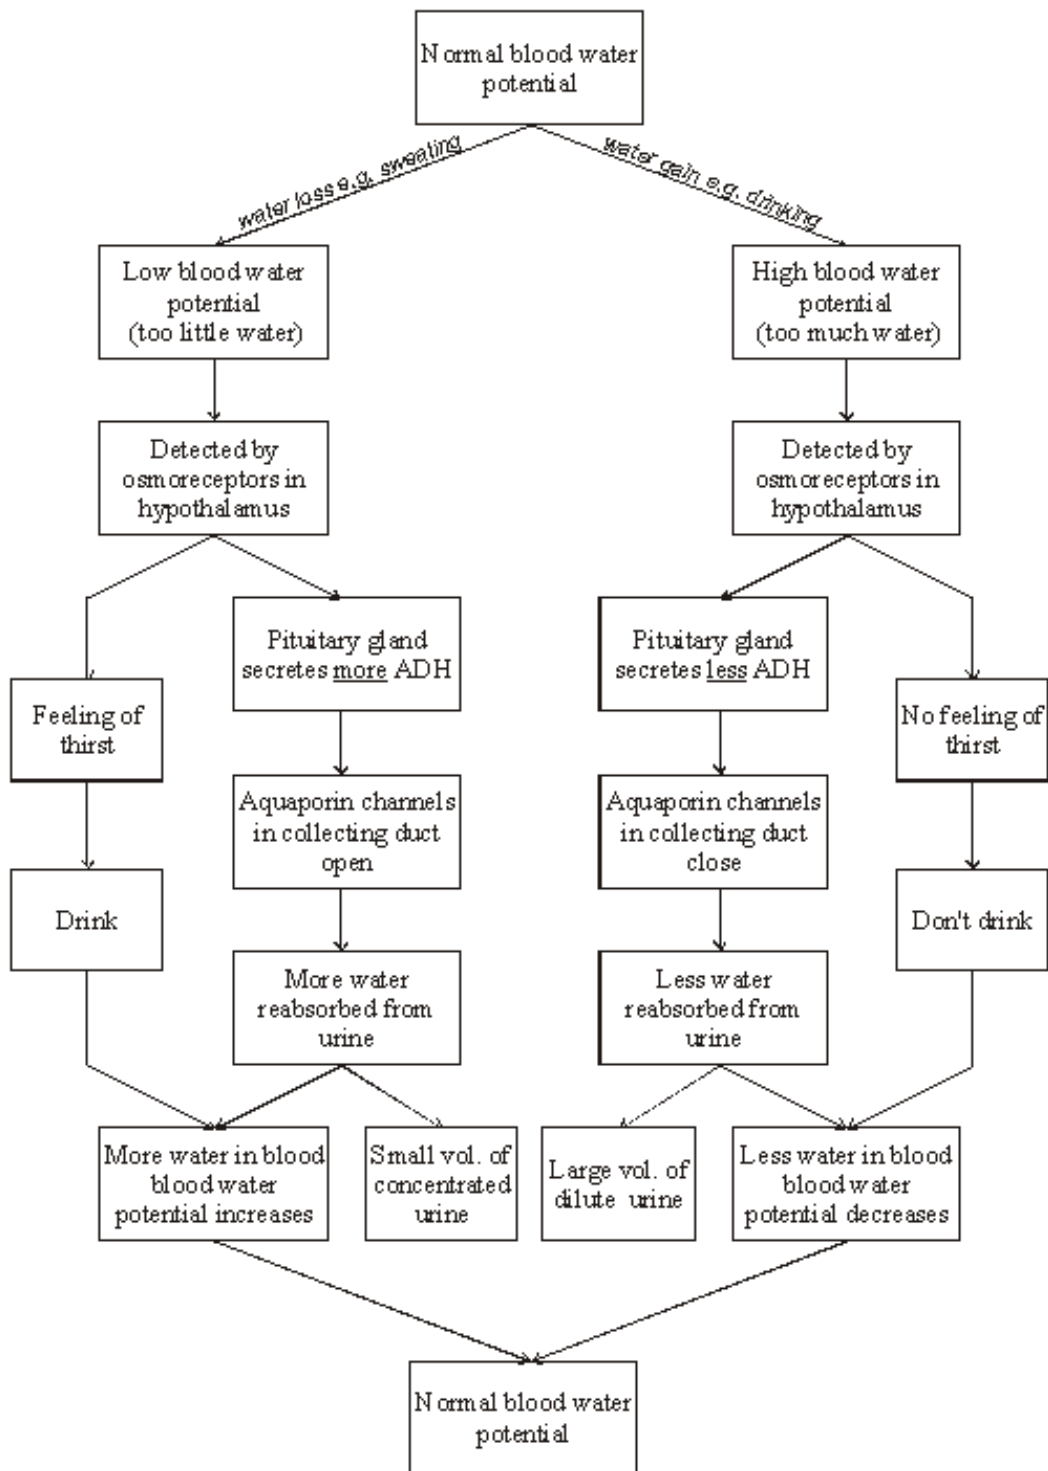 Normal blood water
potential
water loss e.g. sweating
water gain e.g. drinking
Low blood water
potential
(too little water)
High blood water
potential
(too much water)
Detected by
osmoreceptors in
hypothalamus
Detected by
osmoreceptors in
hypothalamus
Feeling of
thirst
Pituitary gland
secretes more ADH
Pituitary gland
secretes less ADH
No feeling of
thirst
Drink
Aquaporin channels
in collecting duct
open
Aquaporin channels
in collecting duct
close
Don't drink
More water
reabsorbed from
urine
Less water
reabsorbed from
urine
More water in blood
blood water
potential increases
Small vol. of
concentrated
urine
Large vol. of
dilute urine
Less water in blood
blood water
potential decreases
Normal blood water
potential